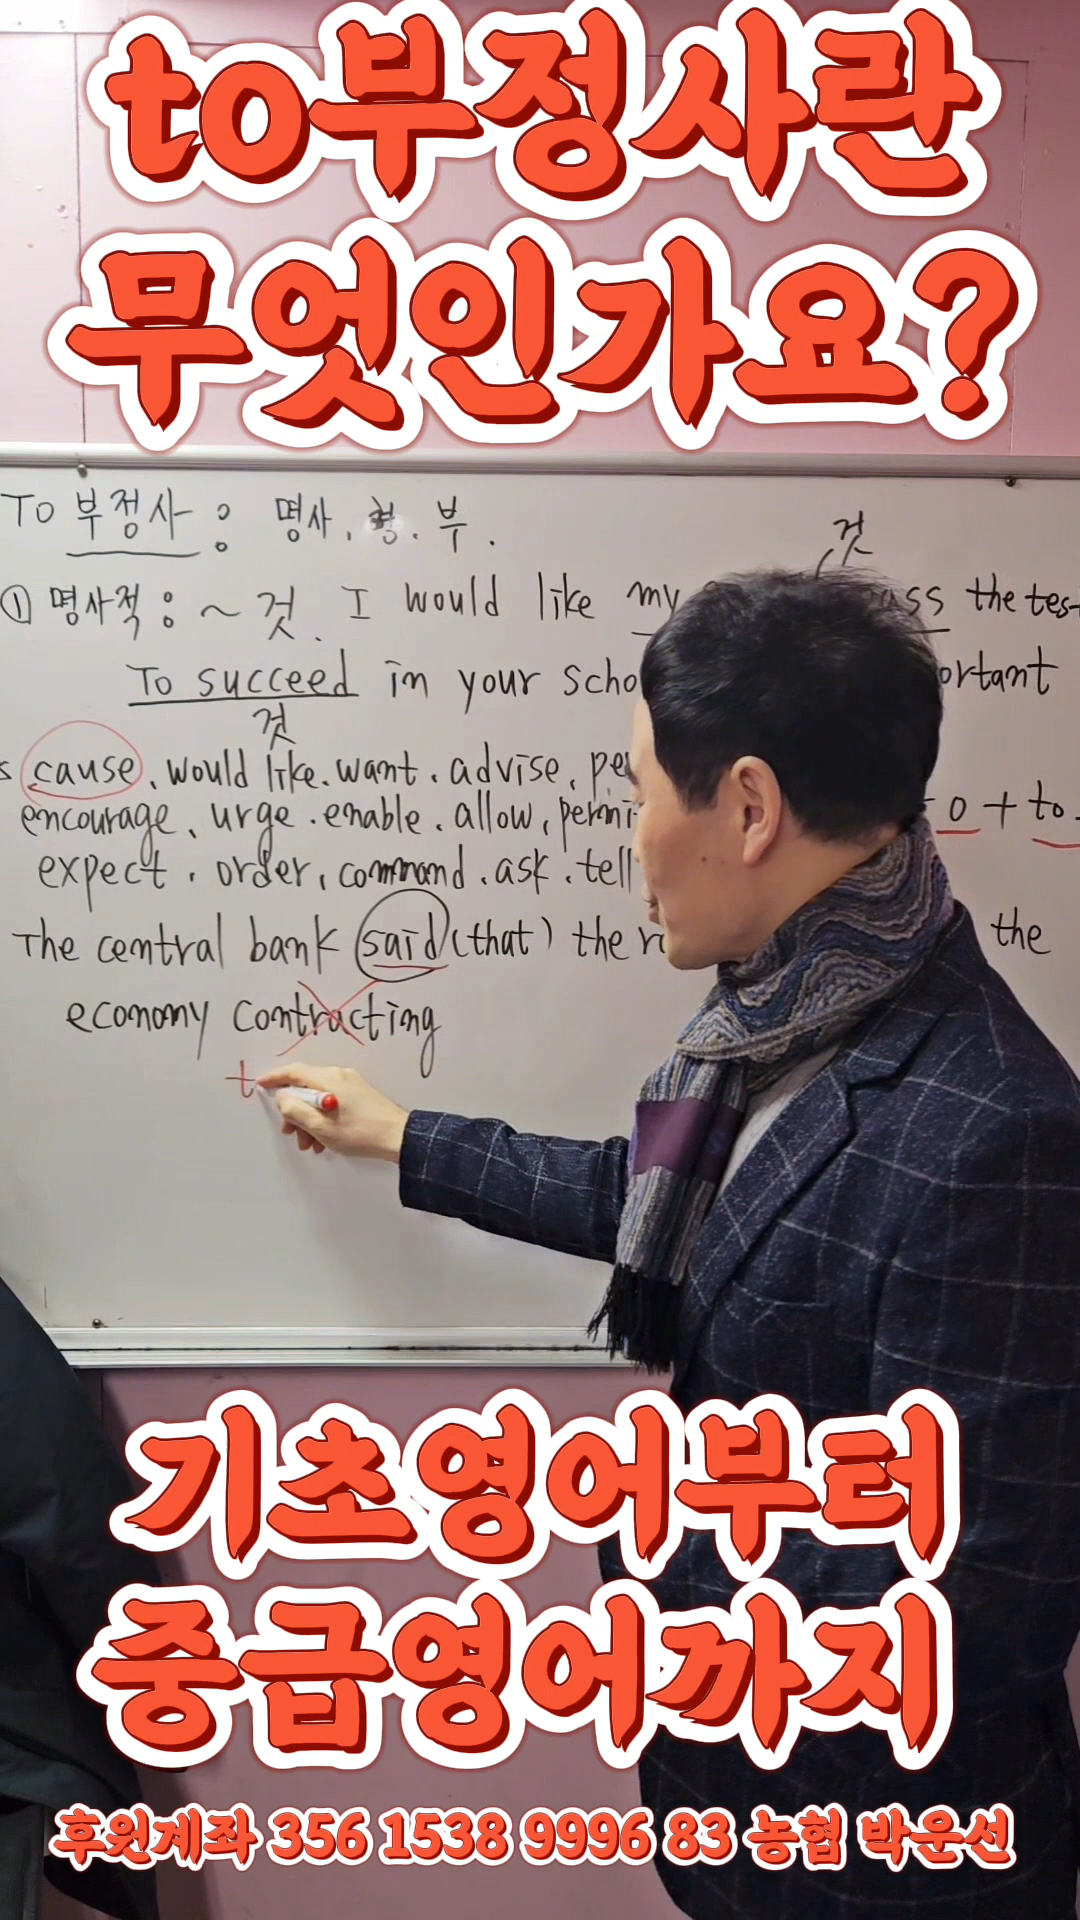 to부정사란
무엇인가요?
것
To 부정사 : 명사. 형. 부.
① 명사적 : ~ 것. I would like my the test
To succeed in your scho ortant
것
cause, would like. want. advise, pe
encourage, urge. enable. allow, permi o + to
expect. order, command. ask. tell
The central bank said (that) the the
economy contracting
t
기초영어부터
중급영어까지
후원계좌 356 1538 9996 83 농협 박운선